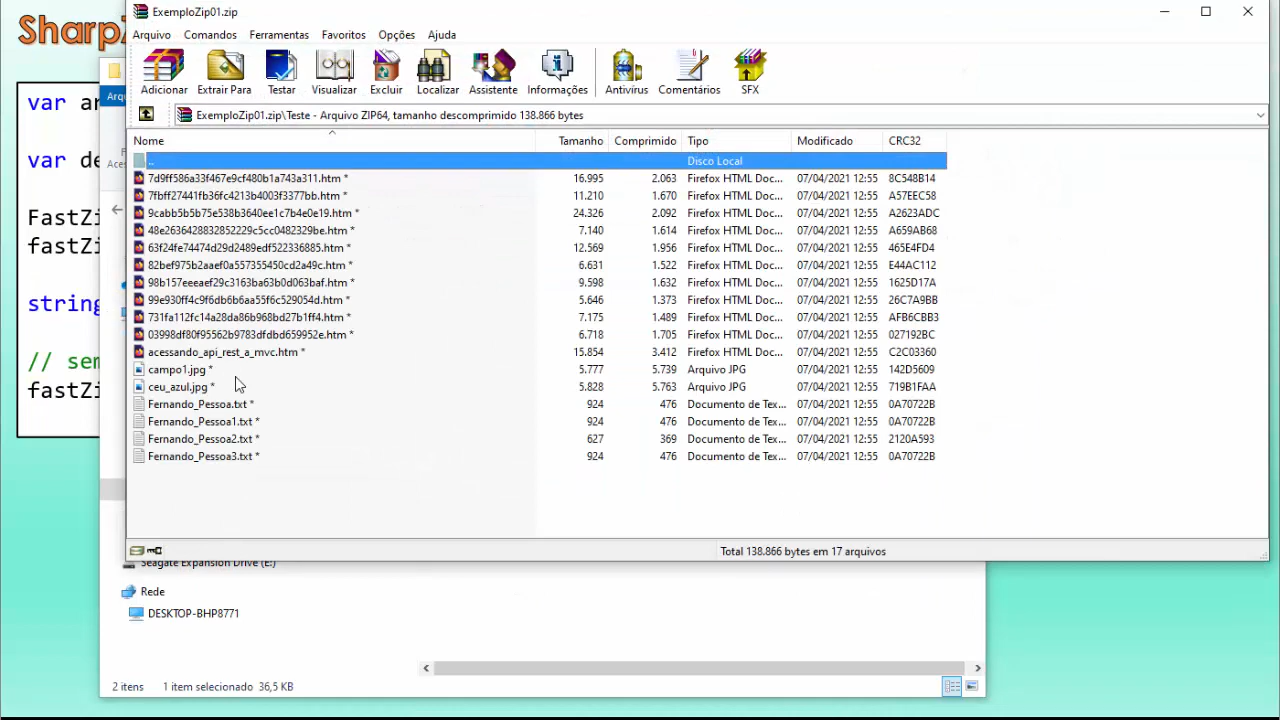 SharpZ
ExemploZip01.zip
Arquivo Comandos Ferramentas Favoritos Opções Ajuda
Adicionar Extrair Para Testar Visualizar Excluir Localizar Assistente Informações Antivírus Comentários SFX
ExemploZip01.zip\Teste - Arquivo ZIP64, tamanho descomprimido 138.866 bytes
Nome Tamanho Comprimido Tipo Modificado CRC32
.. Disco Local
7d9ff586a33f467e9cf480b1a743a311.htm * 16.995 2.063 Firefox HTML Doc... 07/04/2021 12:55 8C548B14
7fbff27441fb36fc4213b4003f3377bb.htm * 11.210 1.670 Firefox HTML Doc... 07/04/2021 12:55 A57EEC58
9cabb5b5b75e538b3640ee1c7b4e0e19.htm * 24.326 2.092 Firefox HTML Doc... 07/04/2021 12:55 A2623ADC
48e2636428832852229c5cc0482329be.htm * 7.140 1.614 Firefox HTML Doc... 07/04/2021 12:55 A659AB68
63f24fe74474d29d2489edf522336885.htm * 12.569 1.956 Firefox HTML Doc... 07/04/2021 12:55 465E4FD4
82bef975b2aaef0a557355450cd2a49c.htm * 6.631 1.522 Firefox HTML Doc... 07/04/2021 12:55 E44AC112
98b157eeeaef29c3163ba63b0d063baf.htm * 9.598 1.632 Firefox HTML Doc... 07/04/2021 12:55 1625D17A
99e930ff4c9f6db6b6aa55f6c529054d.htm * 5.646 1.373 Firefox HTML Doc... 07/04/2021 12:55 26C7A9BB
731fa112fc14a28da86b968bd27b1ff4.htm * 7.175 1.489 Firefox HTML Doc... 07/04/2021 12:55 AFB6CBB3
03998df80f95562b9783dfdbd659952e.htm * 6.718 1.705 Firefox HTML Doc... 07/04/2021 12:55 027192BC
acessando_api_rest_a_mvc.htm * 15.854 3.412 Firefox HTML Doc... 07/04/2021 12:55 C2C03360
campo1.jpg * 5.777 5.739 Arquivo JPG 07/04/2021 12:55 142D5609
ceu_azul.jpg * 5.828 5.763 Arquivo JPG 07/04/2021 12:55 719B1FAA
Fernando_Pessoa.txt * 924 476 Documento de Tex... 07/04/2021 12:55 0A70722B
Fernando_Pessoa1.txt * 924 476 Documento de Tex... 07/04/2021 12:55 0A70722B
Fernando_Pessoa2.txt * 627 369 Documento de Tex... 07/04/2021 12:55 2120A593
Fernando_Pessoa3.txt * 924 476 Documento de Tex... 07/04/2021 12:55 0A70722B
Total 138.866 bytes em 17 arquivos
var ar
var de
FastZi
fastZi
string
// sem
fastZi
Arqu
Seagate Expansion Drive (E:)
Rede
DESKTOP-BHP8771
2 itens 1 item selecionado 36,5 KB